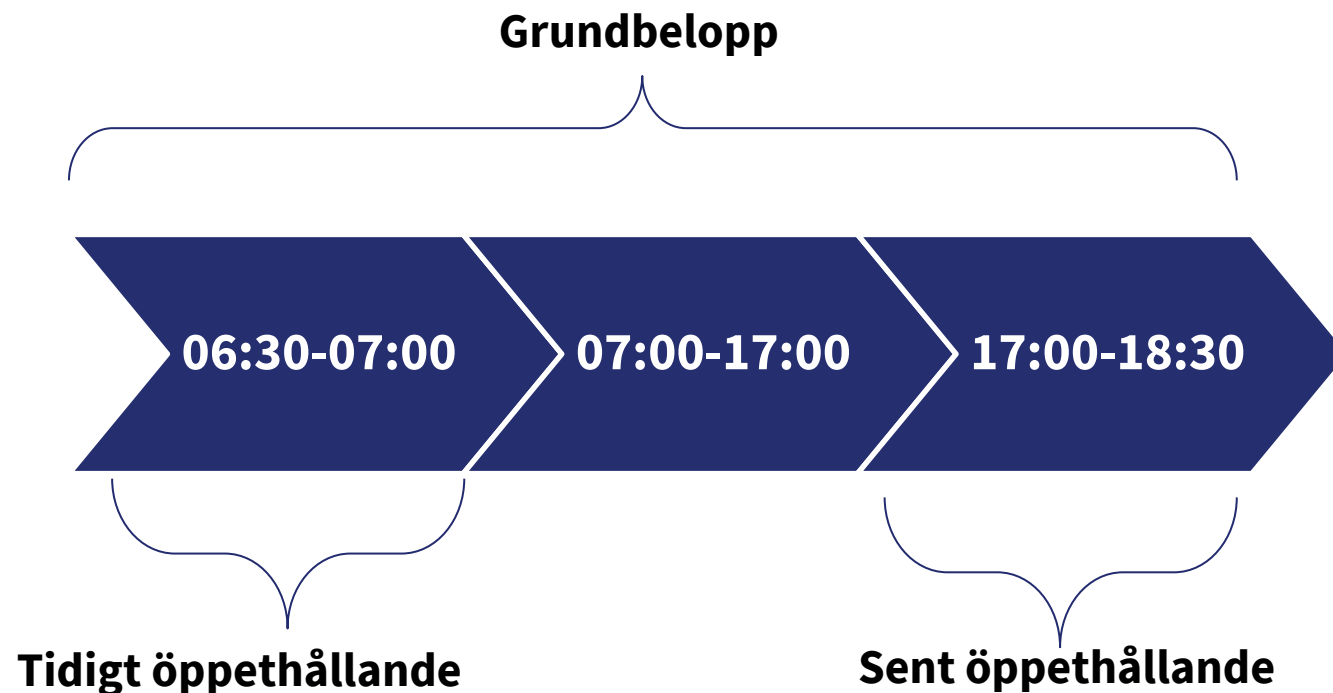 Grundbelopp
06:30-07:00
07:00-17:00
17:00-18:30
Tidigt öppethållande
Sent öppethållande